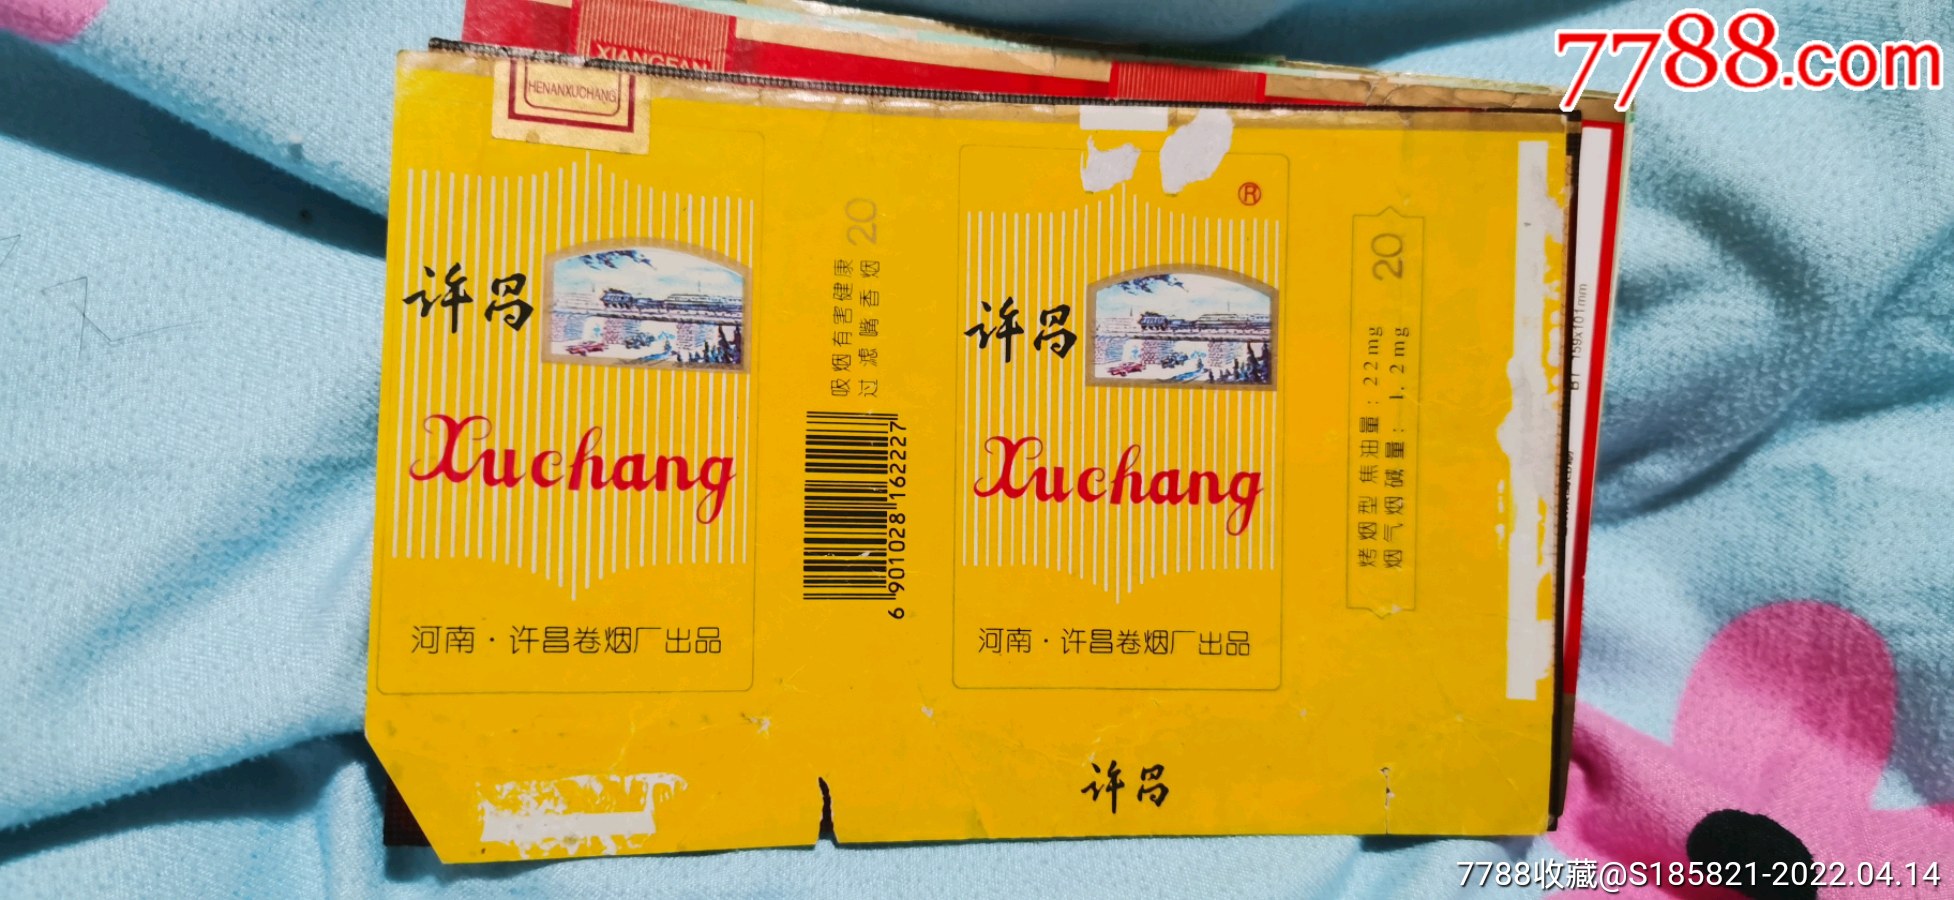 7788.com
XIANGFAN
HENANXUCHANG
许昌
Xuchang
河南·许昌卷烟厂出品
吸烟有害健康
过滤嘴香烟
20
6 901028 162227
®
许昌
Xuchang
河南·许昌卷烟厂出品
许昌
20
烤烟型 焦油量：22mg
烟气烟碱量：1.2mg
159x101mm
7788收藏@S185821-2022.04.14